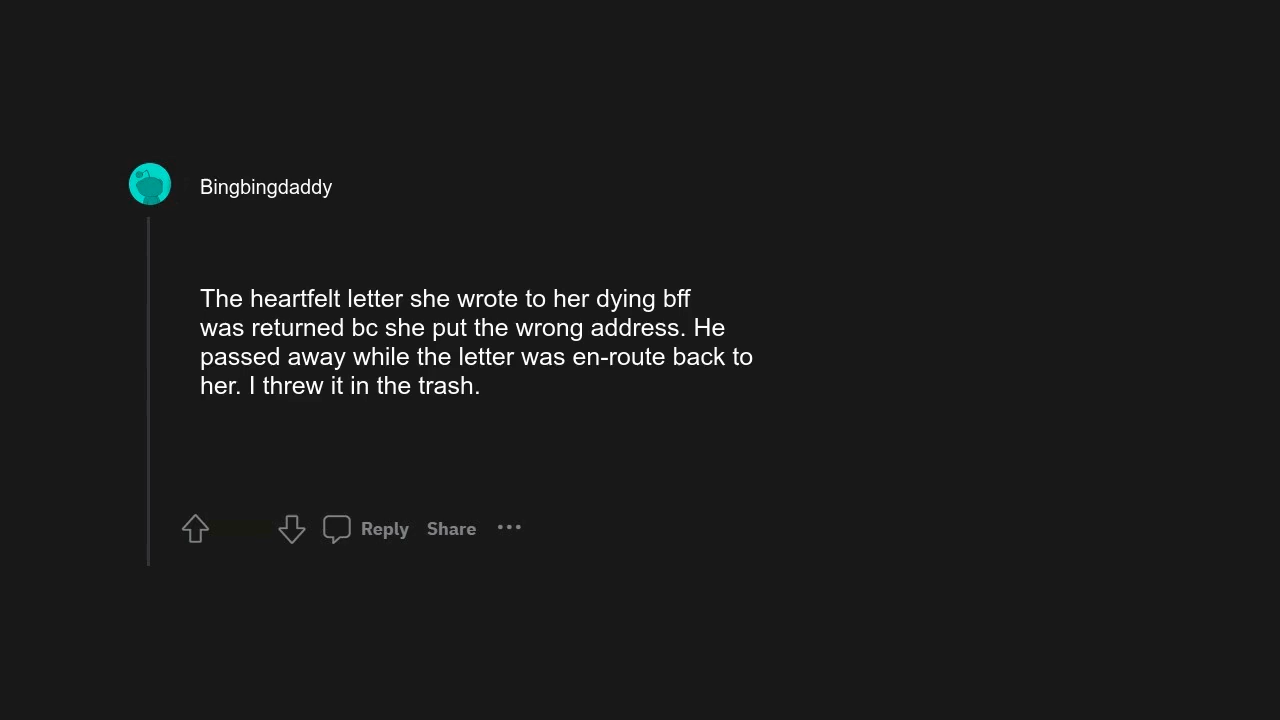 Bingbingdaddy
The heartfelt letter she wrote to her dying bff
was returned bc she put the wrong address. He
passed away while the letter was en-route back to
her. I threw it in the trash.
Reply Share